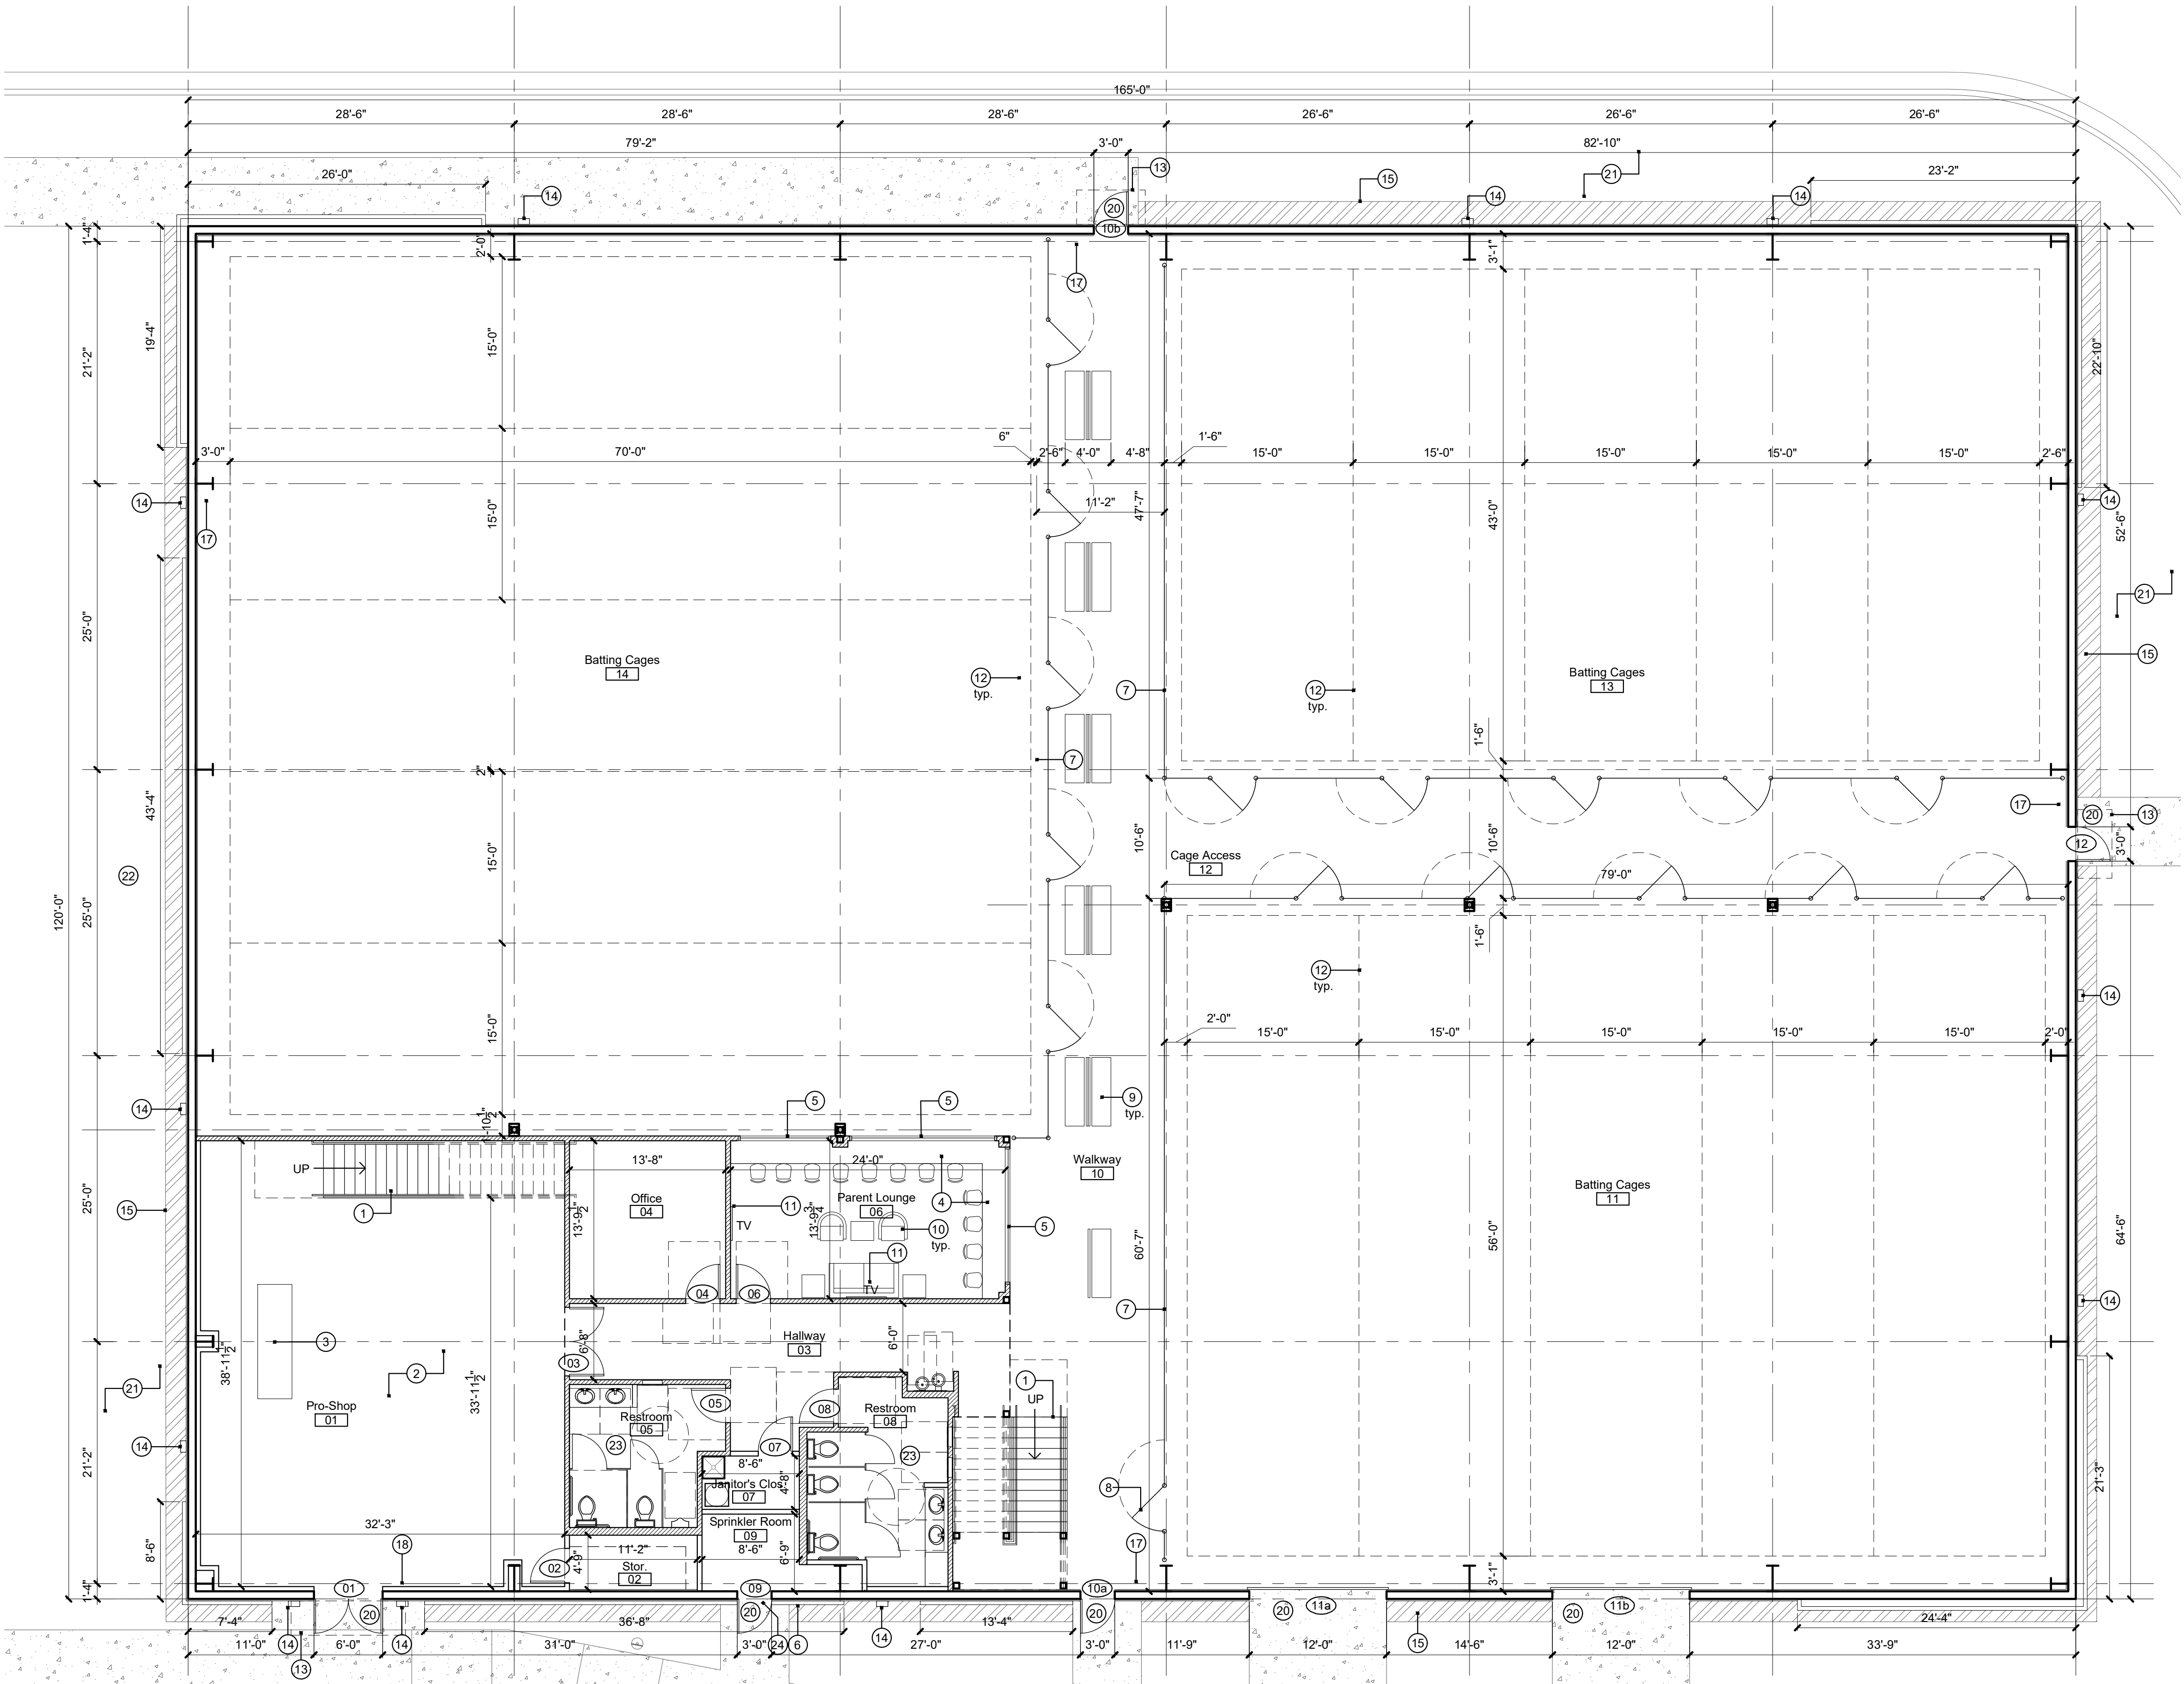 165'-0"
28'-6" 28'-6" 28'-6" 26'-6" 26'-6" 26'-6"
79'-2" 3'-0" 82'-10"
26'-0" 13 15 21 23'-2"
14 14 14
20
10b
1'-4" 2'-0" 3'-1"
17
19'-4" 21'-2" 15'-0" 22'-10"
6" 1'-6"
3'-0" 70'-0" 2'-6" 4'-0" 4'-8" 15'-0" 15'-0" 15'-0" 15'-0" 15'-0" 2'-6"
14 11'-2" 14
17 15'-0" 47'-7" 43'-0" 52'-6"
21
25'-0"
Batting Cages
14
12
typ.
7
12
typ.
Batting Cages
13
15
1'-6"
7
2"
43'-4" 17 20 13
10'-6" 10'-6" 12 3'-0"
Cage Access
12
22 15'-0" 79'-0"
120'-0" 25'-0"
1'-6"
12
typ.
14
15'-0" 2'-0" 15'-0" 15'-0" 15'-0" 15'-0" 15'-0" 2'-0"
14 5 5 9
typ.
1'-10 1/2"
UP 13'-8" 24'-0" Walkway
10
25'-0" 15 1 Office
04
13'-9 1/2"
11
TV
13'-9 3/4"
Parent Lounge
06
4
10
typ.
5
Batting Cages
11
11
TV
60'-7" 56'-0" 64'-6"
04 06
14
7
3 2 6'-8" Hallway
03
6'-0"
38'-11 1/2" 33'-11 1/2"
03
21 1
UP
Pro-Shop
01
Restroom
05
05 08 Restroom
08
14 23 07 23
21'-2" 8'-6" 8 21'-3"
Janitor's Clos.
07
4'-8"
Sprinkler Room
09
8'-6" 6'-9"
8'-6" 32'-3" 18 11'-2" 17
4'-9" Stor.
02
02 3'-1"
1'-4" 01 09 10a
20 20 20 20 11a 20 11b
7'-4" 36'-8" 13'-4" 24'-4"
11'-0" 14 6'-0" 14 31'-0" 3'-0" 24 6 14 27'-0" 3'-0" 11'-9" 12'-0" 15 14'-6" 12'-0" 33'-9"
13